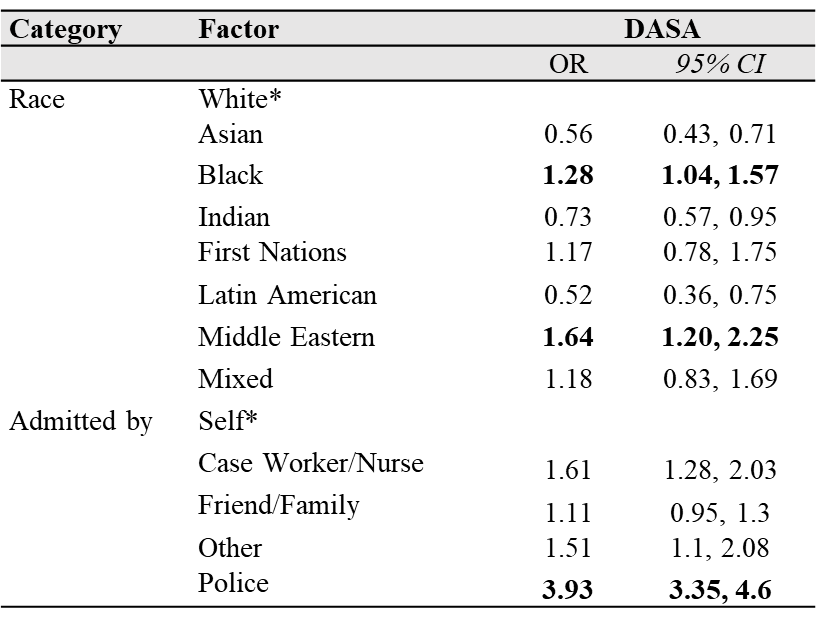 Category Factor DASA
OR 95% CI
Race White*
Asian 0.56 0.43, 0.71
Black 1.28 1.04, 1.57
Indian 0.73 0.57, 0.95
First Nations 1.17 0.78, 1.75
Latin American 0.52 0.36, 0.75
Middle Eastern 1.64 1.20, 2.25
Mixed 1.18 0.83, 1.69
Admitted by Self*
Case Worker/Nurse 1.61 1.28, 2.03
Friend/Family 1.11 0.95, 1.3
Other 1.51 1.1, 2.08
Police 3.93 3.35, 4.6